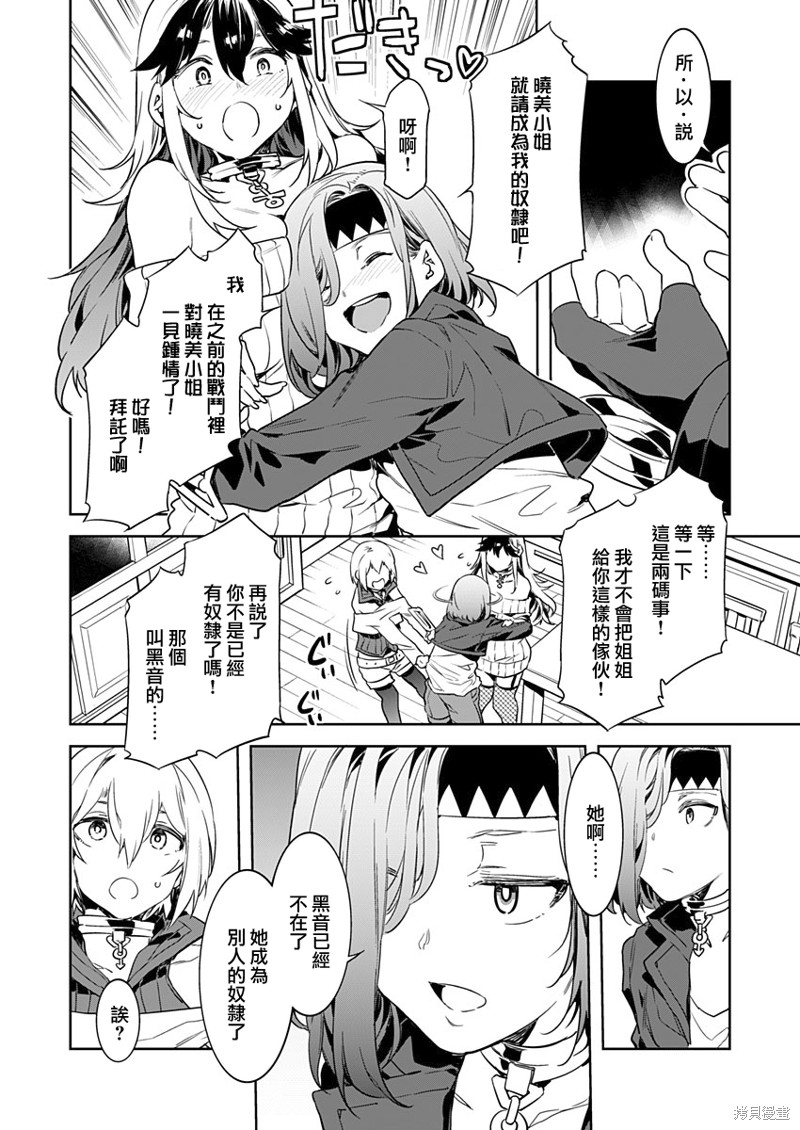 所·以·説
曉美小姐
就請成為我的奴隸吧！
呀啊！
だきっ♡
我
在之前的戰鬥裡
對曉美小姐
一見鍾情了！
好嗎！
拜託了啊
等……
等一下
這是兩碼事！
我才不會把姐姐
給你這樣的傢伙！
再説了
你不是已經
有奴隸了嗎！
那個
叫黑音的……
ぐぐぐ
她啊……
黑音已經
不在了
她成為
別人的奴隸了
誒？
拷貝漫畫